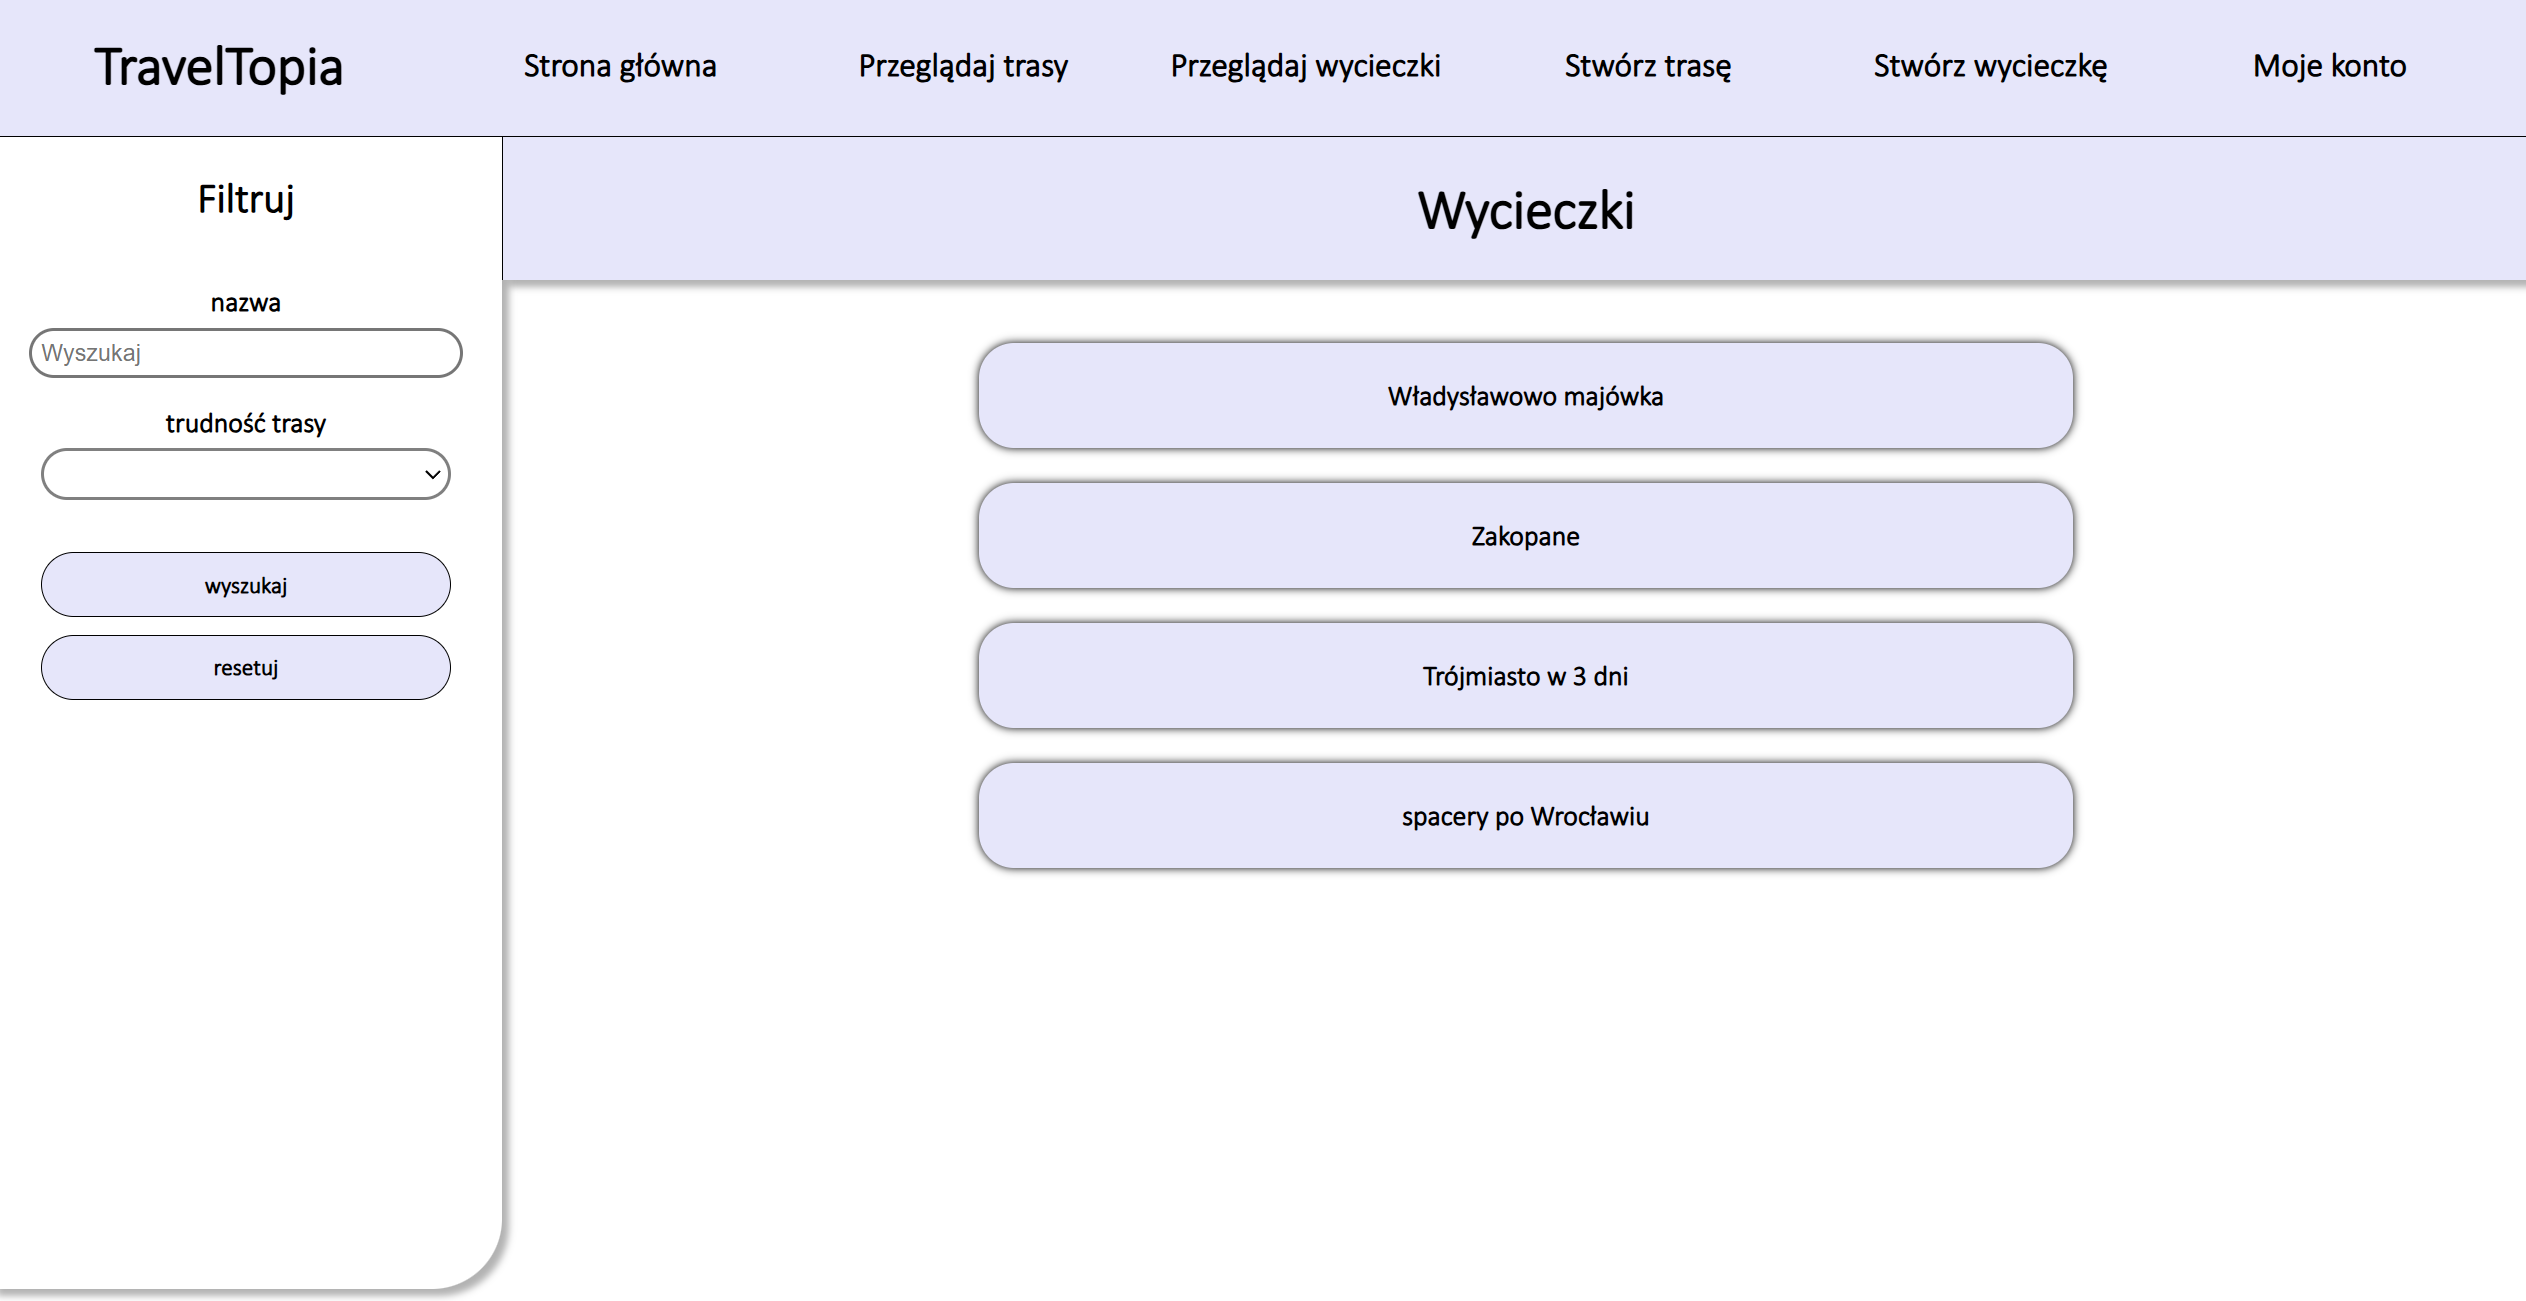 TravelTopia
Strona główna
Przeglądaj trasy
Przeglądaj wycieczki
Stwórz trasę
Stwórz wycieczkę
Moje konto
Filtruj
nazwa
Wyszukaj
trudność trasy
wyszukaj
resetuj
Wycieczki
Władysławowo majówka
Zakopane
Trójmiasto w 3 dni
spacery po Wrocławiu